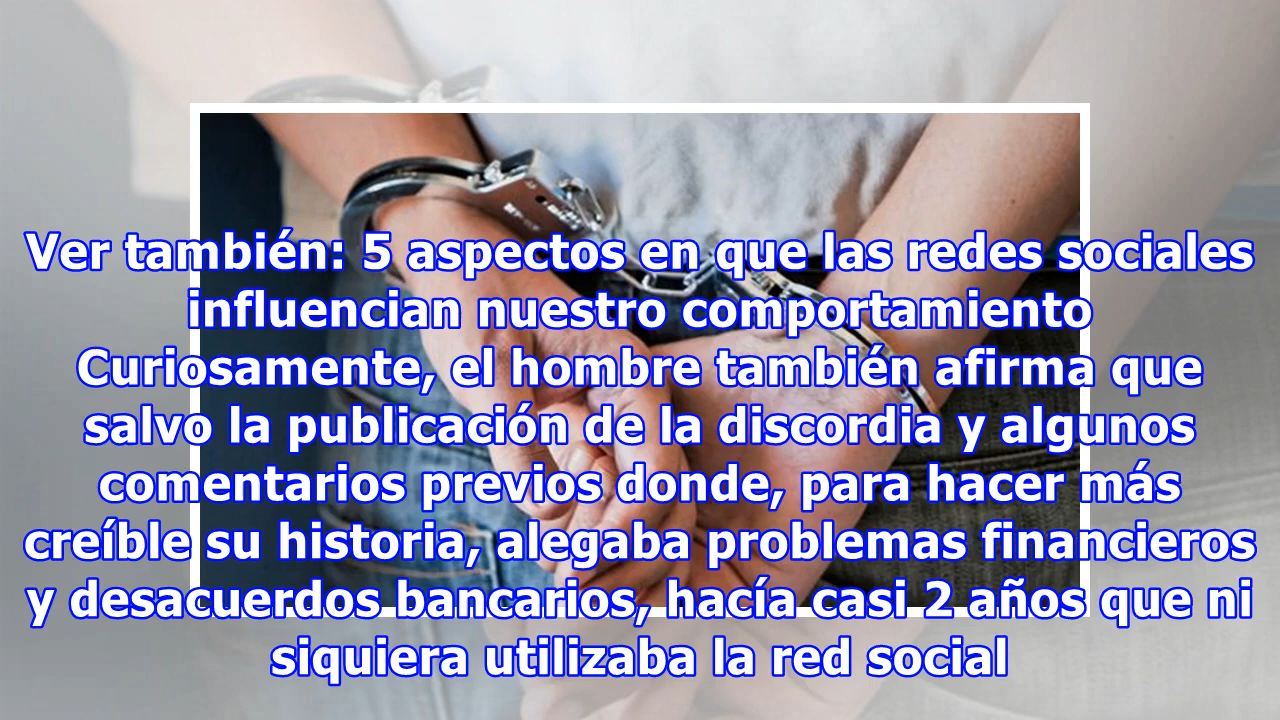 Ver también: 5 aspectos en que las redes sociales
influencian nuestro comportamiento
Curiosamente, el hombre también afirma que
salvo la publicación de la discordia y algunos
comentarios previos donde, para hacer más
creíble su historia, alegaba problemas financieros
y desacuerdos bancarios, hacía casi 2 años que ni
siquiera utilizaba la red social